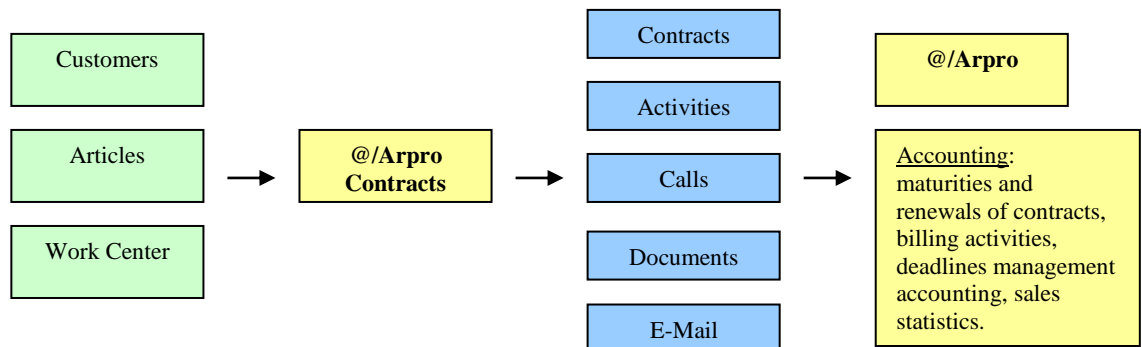 Customers
Articles
Work Center
@/Arpro
Contracts
Contracts
Activities
Calls
Documents
E-Mail
@/Arpro
Accounting:
maturities and
renewals of contracts,
billing activities,
deadlines management
accounting, sales
statistics.